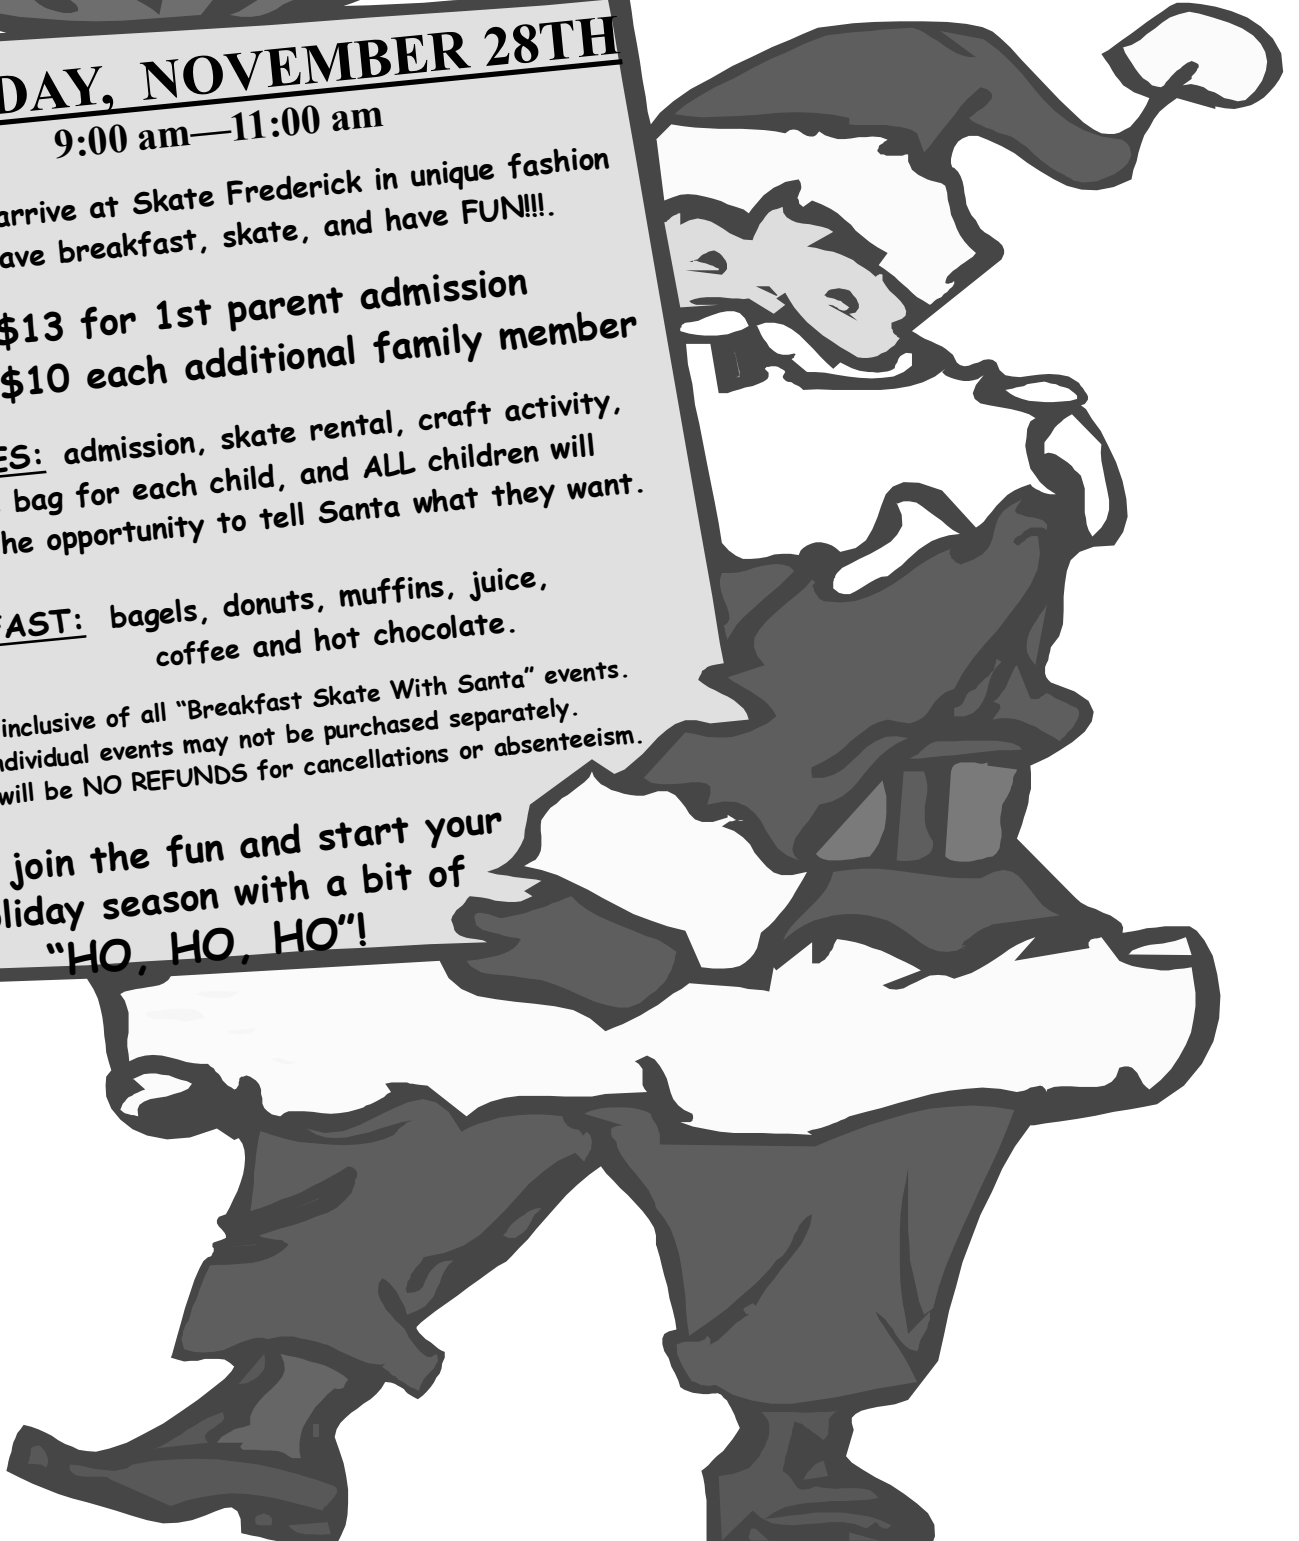 DAY, NOVEMBER 28TH
9:00 am—11:00 am
arrive at Skate Frederick in unique fashion
ave breakfast, skate, and have FUN!!!.
$13 for 1st parent admission
$10 each additional family member
ES: admission, skate rental, craft activity,
bag for each child, and ALL children will
he opportunity to tell Santa what they want.
FAST: bagels, donuts, muffins, juice,
coffee and hot chocolate.
inclusive of all “Breakfast Skate With Santa” events.
ndividual events may not be purchased separately.
will be NO REFUNDS for cancellations or absenteeism.
join the fun and start your
liday season with a bit of
“HO, HO, HO”!